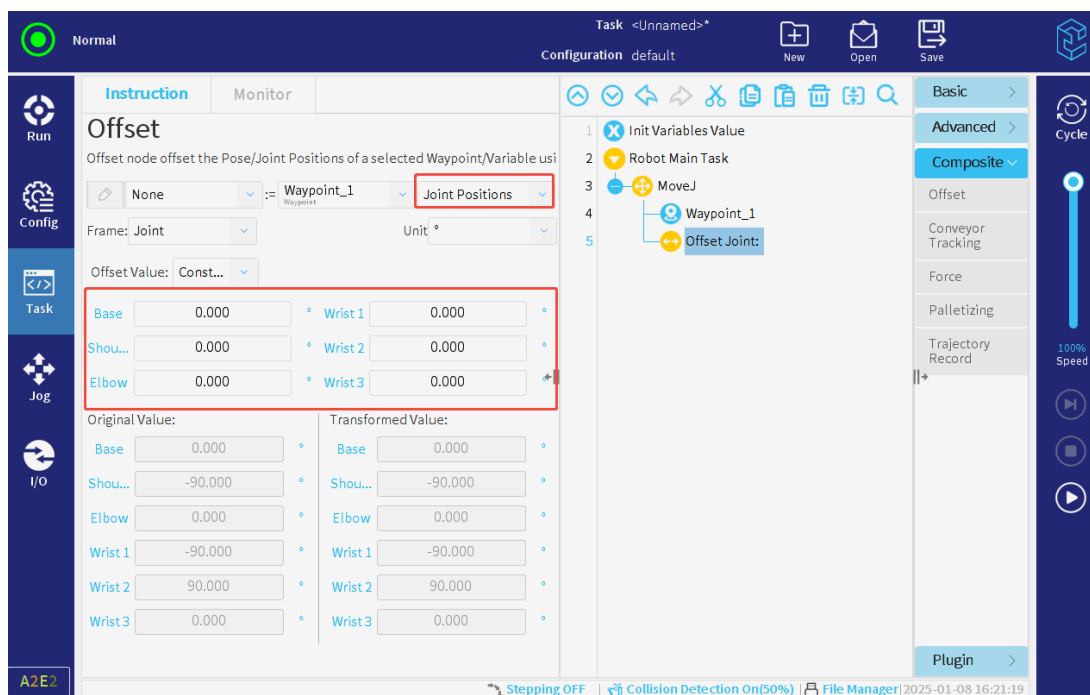 Normal
Task <Unnamed>*
Configuration default
New
Open
Save
Run
Config
Task
Jog
I/O
A2E2
Instruction
Monitor
Offset
Offset node offset the Pose/Joint Positions of a selected Waypoint/Variable usi
None := Waypoint_1 Joint Positions
Waypoint
Frame: Joint Unit °
Offset Value: Const...
Base 0.000 ° Wrist 1 0.000 °
Shou... 0.000 ° Wrist 2 0.000 °
Elbow 0.000 ° Wrist 3 0.000 °
Original Value: Transformed Value:
Base 0.000 ° Base 0.000 °
Shou... -90.000 ° Shou... -90.000 °
Elbow 0.000 ° Elbow 0.000 °
Wrist 1 -90.000 ° Wrist 1 -90.000 °
Wrist 2 90.000 ° Wrist 2 90.000 °
Wrist 3 0.000 ° Wrist 3 0.000 °
1 Init Variables Value
2 Robot Main Task
3 MoveJ
4 Waypoint_1
5 Offset Joint:
Basic
Advanced
Composite
Offset
Conveyor
Tracking
Force
Palletizing
Trajectory
Record
Plugin
Cycle
100%
Speed
Stepping OFF | Collision Detection On(50%) | File Manager | 2025-01-08 16:21:19